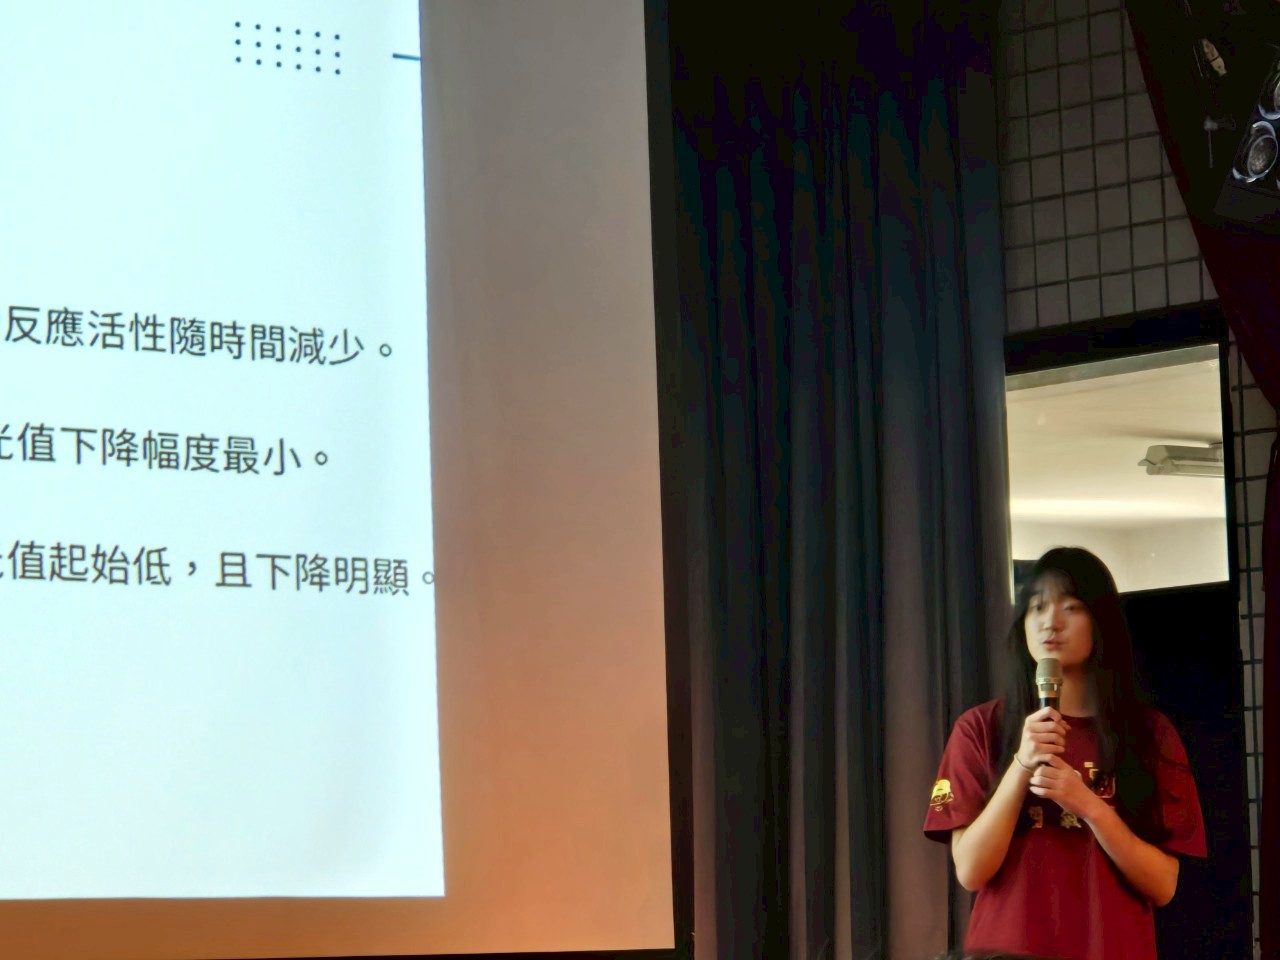 反應活性隨時間減少。
光值下降幅度最小。
值起始低，且下降明顯。